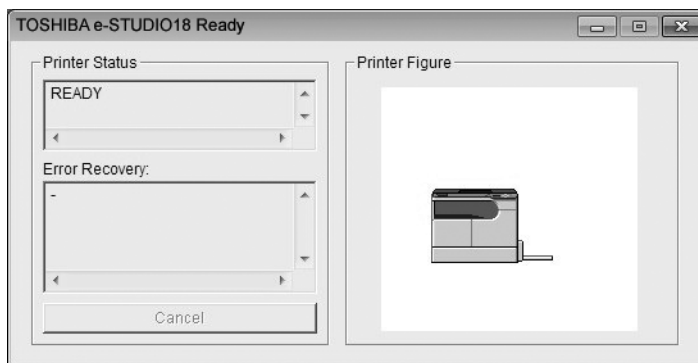 TOSHIBA e-STUDIO18 Ready
Printer Status
READY
Error Recovery:
-
Cancel
Printer Figure